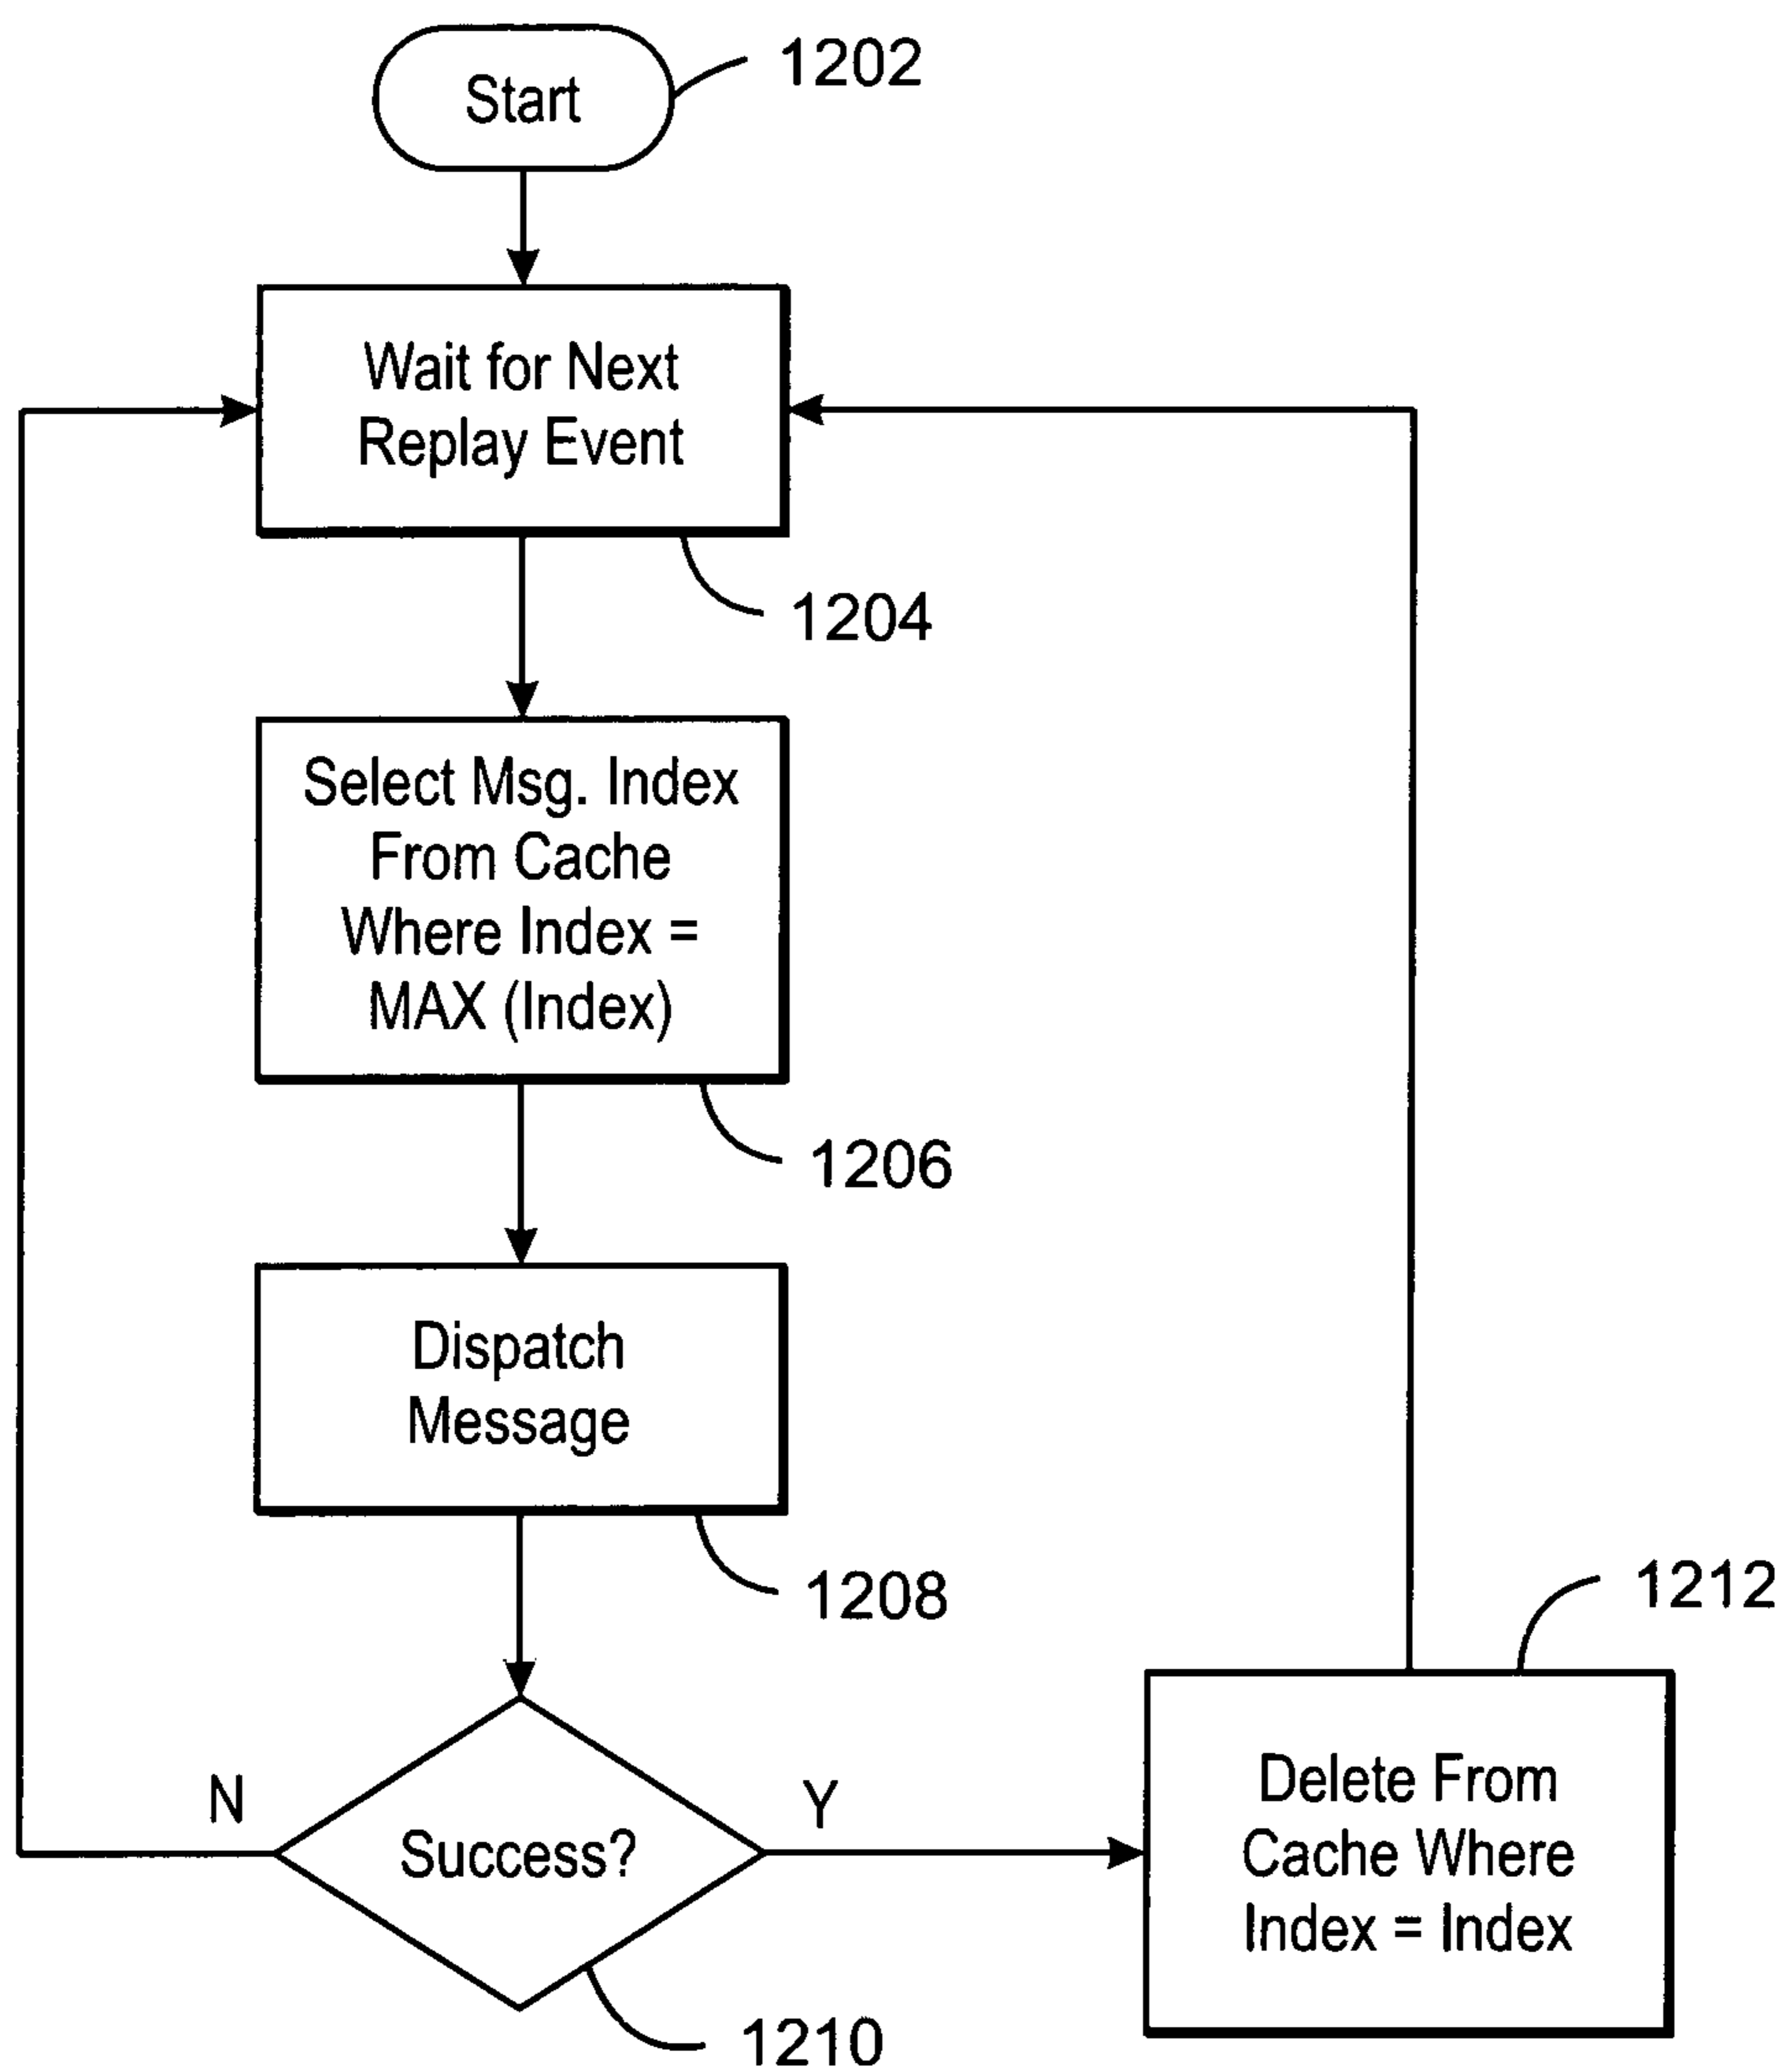 Start
1202
Wait for Next
Replay Event
1204
Select Msg. Index
From Cache
Where Index =
MAX (Index)
1206
Dispatch
Message
1208
1212
N
Success?
Y
Delete From
Cache Where
Index = Index
1210